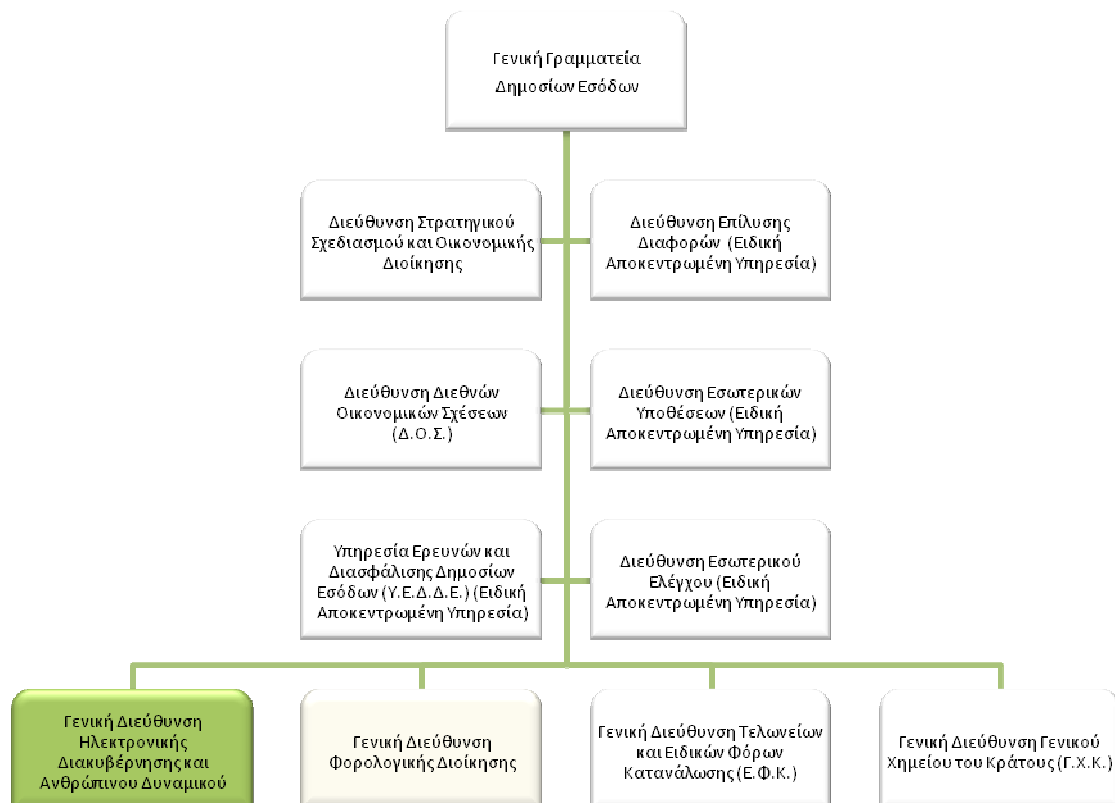 Γενική Γραμματεία
Δημοσίων Εσόδων
Διεύθυνση Στρατηγικού
Σχεδιασμού και Οικονομικής
Διοίκησης
Διεύθυνση Επίλυσης
Διαφορών (Ειδική
Αποκεντρωμένη Υπηρεσία)
Διεύθυνση Διεθνών
Οικονομικών Σχέσεων
(Δ.Ο.Σ.)
Διεύθυνση Εσωτερικών
Υποθέσεων (Ειδική
Αποκεντρωμένη Υπηρεσία)
Υπηρεσία Ερευνών και
Διασφάλισης Δημοσίων
Εσόδων (Υ.Ε.Δ.Δ.Ε.) (Ειδική
Αποκεντρωμένη Υπηρεσία)
Διεύθυνση Εσωτερικού
Ελέγχου (Ειδική
Αποκεντρωμένη Υπηρεσία)
Γενική Διεύθυνση
Ηλεκτρονικής
Διακυβέρνησης και
Ανθρώπινου Δυναμικού
Γενική Διεύθυνση
Φορολογικής Διοίκησης
Γενική Διεύθυνση Τελωνείων
και Ειδικών Φόρων
Κατανάλωσης (Ε.Φ.Κ.)
Γενική Διεύθυνση Γενικού
Χημείου του Κράτους (Γ.Χ.Κ.)